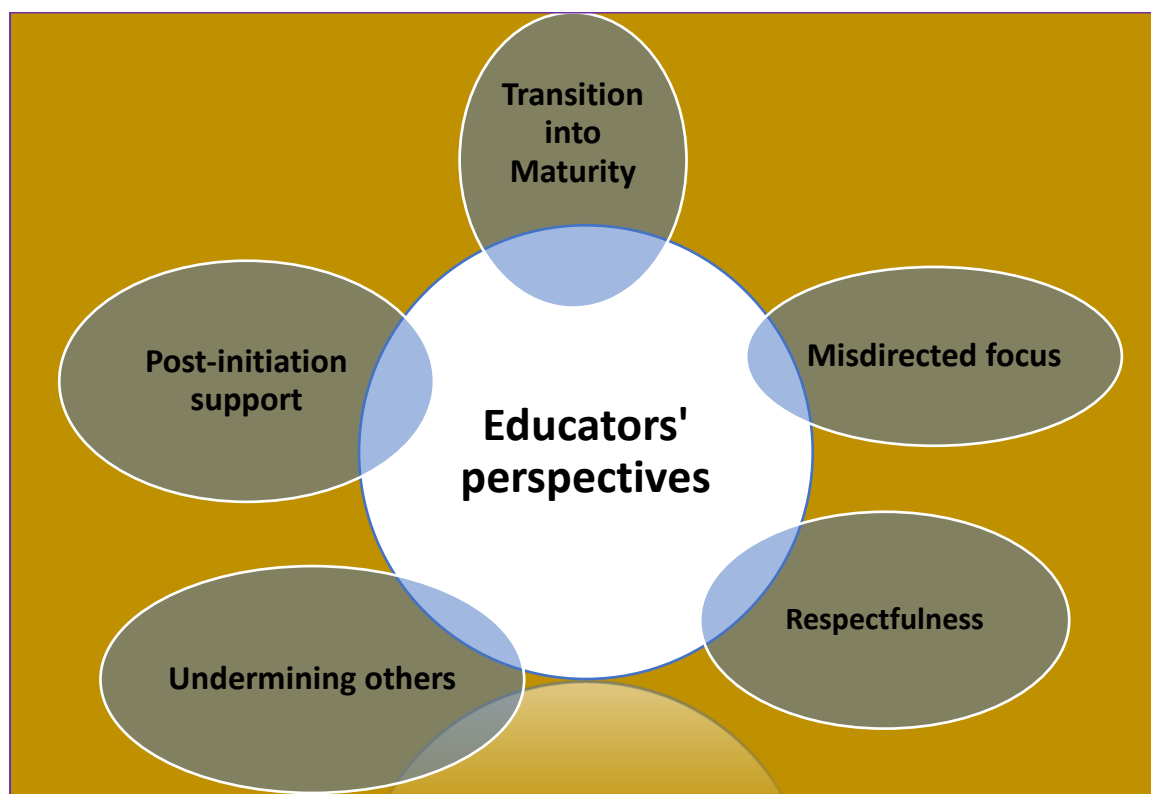 Transition
into
Maturity
Misdirected focus
Post-initiation
support
Educators'
perspectives
Respectfulness
Undermining others